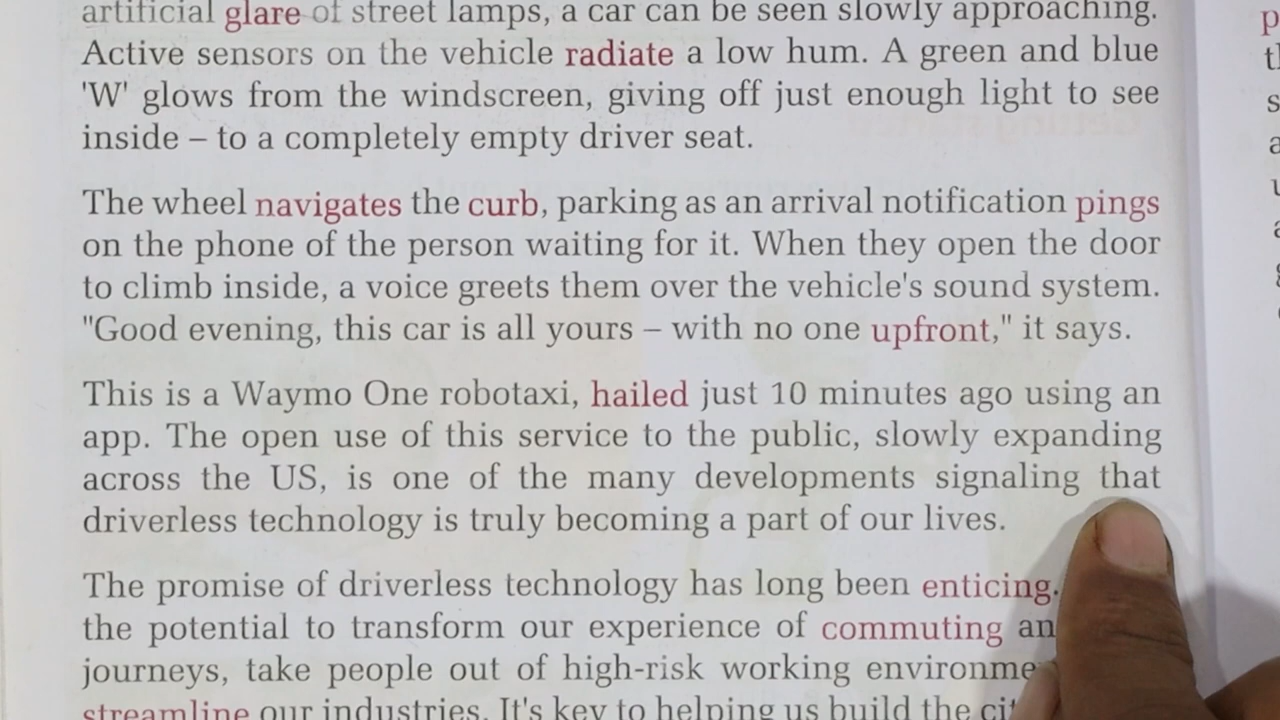 artificial glare of street lamps, a car can be seen slowly approaching.
Active sensors on the vehicle radiate a low hum. A green and blue
'W' glows from the windscreen, giving off just enough light to see
inside – to a completely empty driver seat.
The wheel navigates the curb, parking as an arrival notification pings
on the phone of the person waiting for it. When they open the door
to climb inside, a voice greets them over the vehicle's sound system.
"Good evening, this car is all yours – with no one upfront," it says.
This is a Waymo One robotaxi, hailed just 10 minutes ago using an
app. The open use of this service to the public, slowly expanding
across the US, is one of the many developments signaling that
driverless technology is truly becoming a part of our lives.
The promise of driverless technology has long been enticing.
the potential to transform our experience of commuting an
journeys, take people out of high-risk working environme
streamline our industries. It's key to helping us build the cit